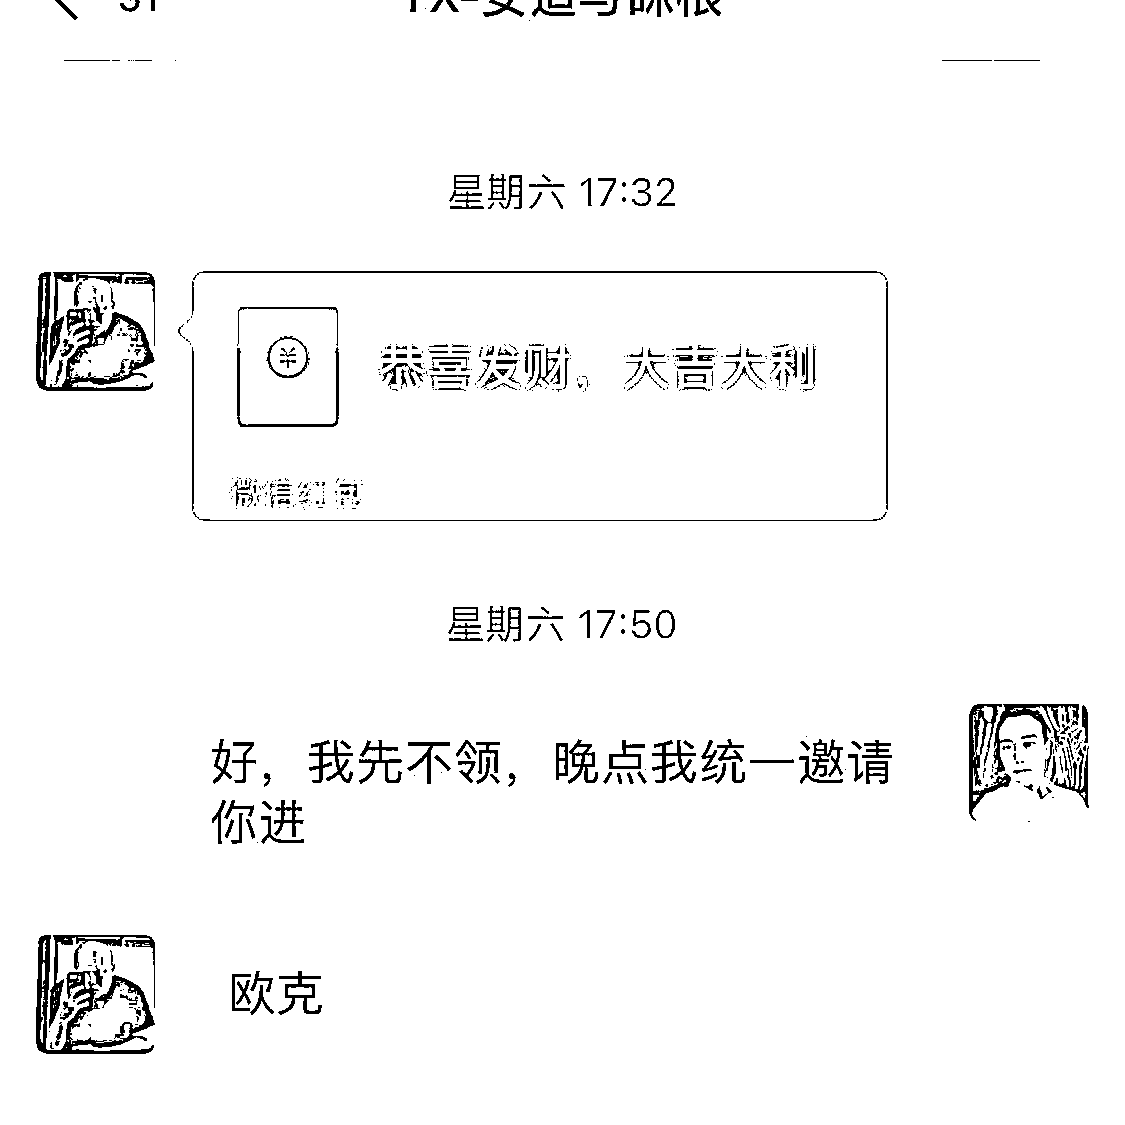 星期六 17:32
恭喜发财，大吉大利
微信红包
星期六 17:50
好，我先不领，晚点我统一邀请
你进
欧克